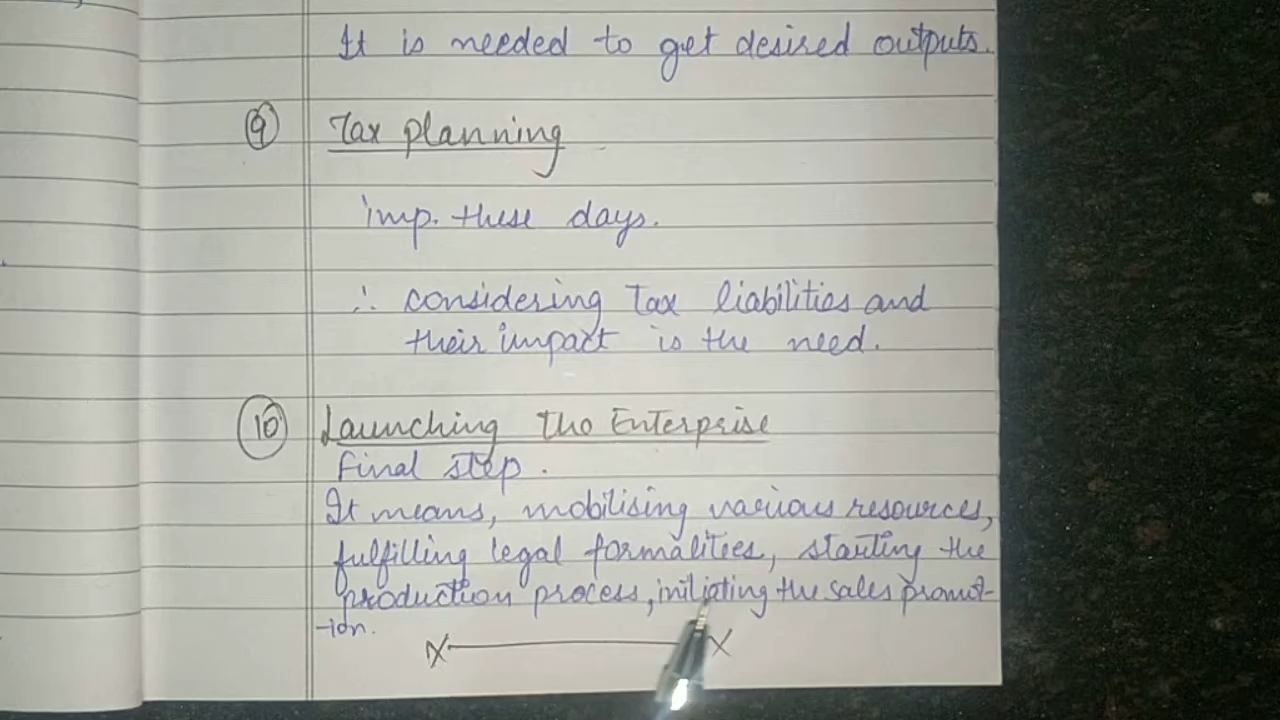 It is needed to get desired outputs.
9 Tax planning
imp. these days.
∴ considering Tax liabilities and
their impact is the need.
10 Launching The Enterprise
Final step.
It means, mobilising various resources,
fulfilling legal formalities, starting the
production process, initiating the sales promot-
-ion.
X———X